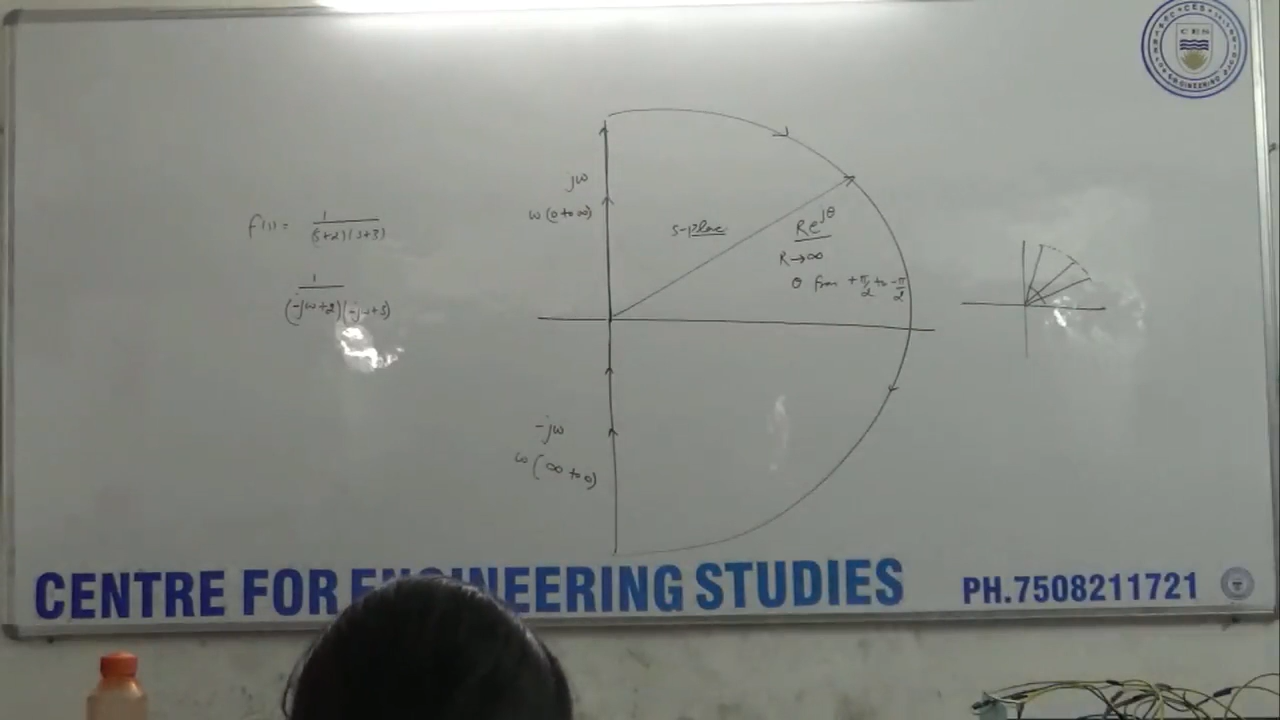 F(s) = 1/(s+2)(s+3)
1/(-jω+2)(-jω+3)
jω
ω (0 to ∞)
s-plane
Re^jθ
R→∞
θ from +π/2 to -π/2
-jω
ω (∞ to 0)
CES
CENTRE FOR ENGINEERING STUDIES
PH.7508211721